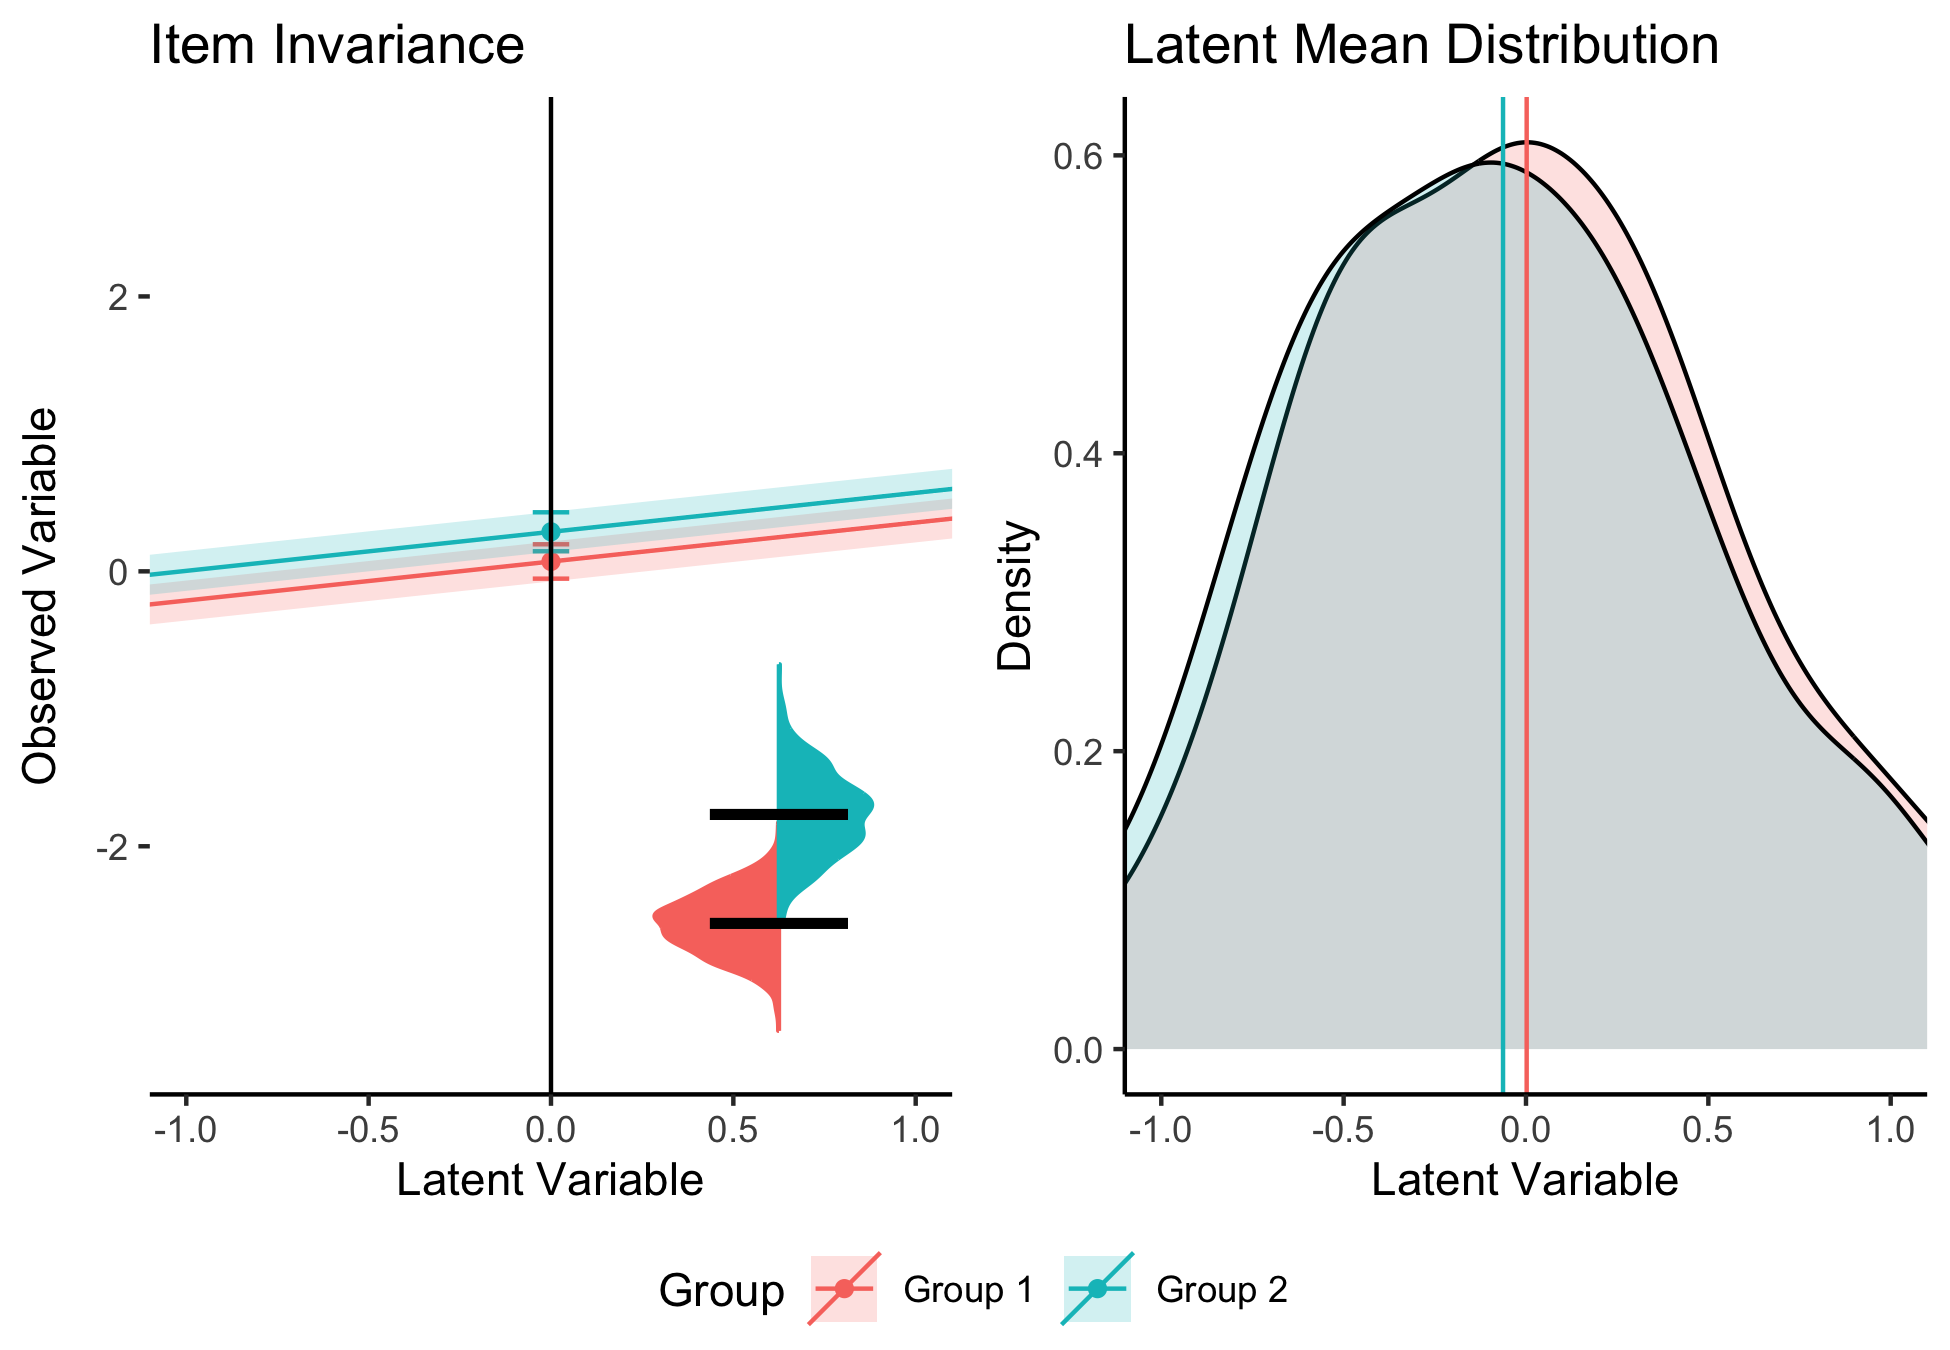 Item Invariance
Observed Variable
2
0
-2
-1.0 -0.5 0.0 0.5 1.0
Latent Variable
Latent Mean Distribution
Density
0.6
0.4
0.2
0.0
-1.0 -0.5 0.0 0.5 1.0
Latent Variable
Group Group 1 Group 2